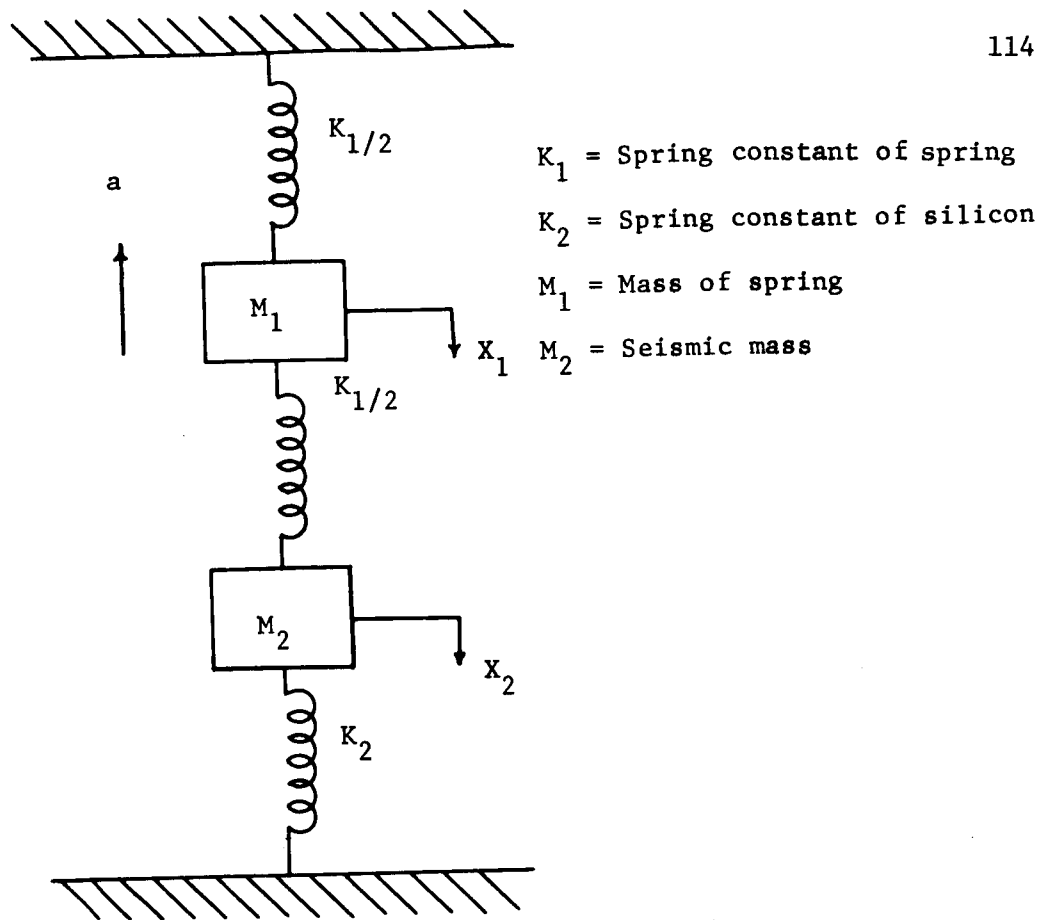 114
K₁/₂
a
K₁ = Spring constant of spring
K₂ = Spring constant of silicon
M₁ = Mass of spring
M₂ = Seismic mass
M₁
X₁
K₁/₂
M₂
X₂
K₂